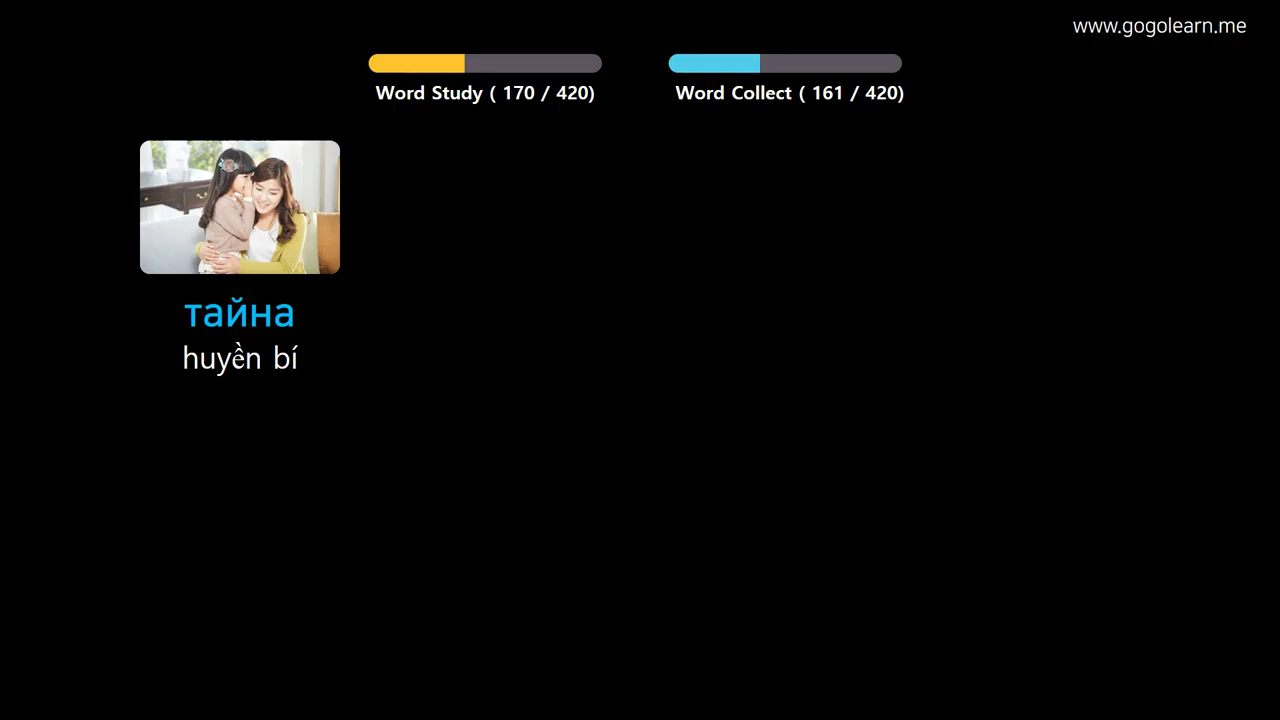 www.gogolearn.me
Word Study ( 170 / 420)
Word Collect ( 161 / 420)
тайна
huyền bí